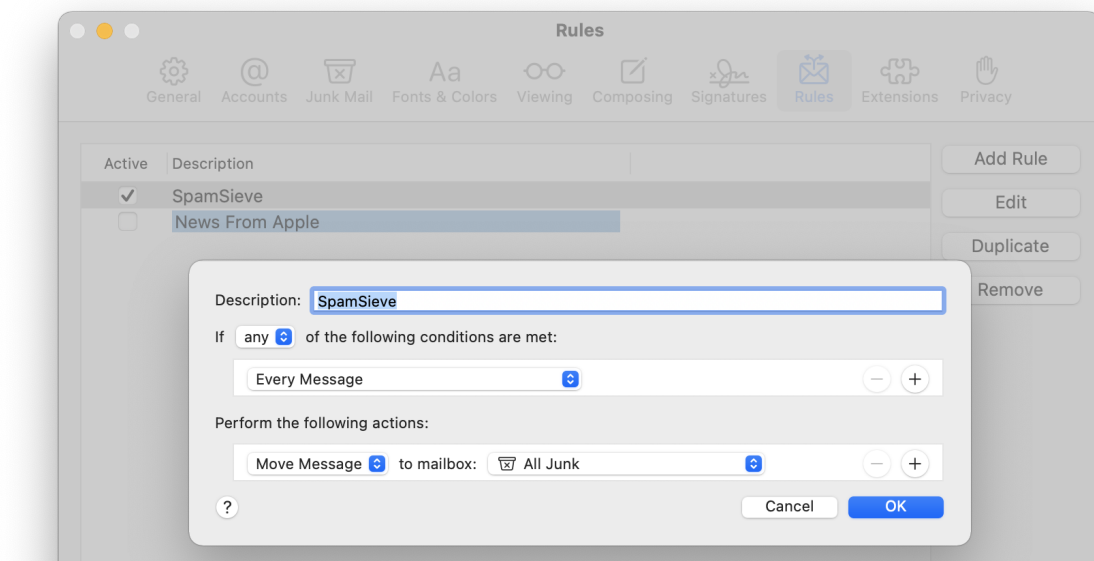 Rules
General Accounts Junk Mail Fonts & Colors Viewing Composing Signatures Rules Extensions Privacy
Active Description
Add Rule
SpamSieve
Edit
News From Apple
Duplicate
Remove
Description: SpamSieve
If any of the following conditions are met:
Every Message
Perform the following actions:
Move Message to mailbox: All Junk
? Cancel OK